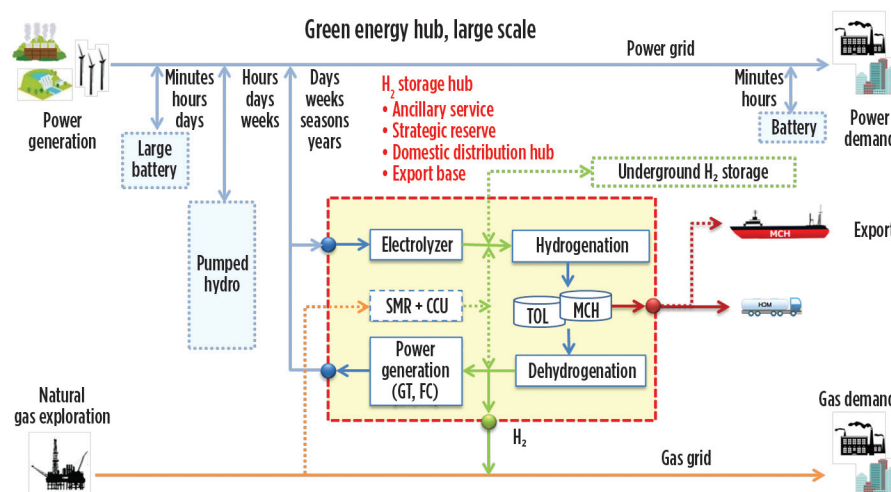 Green energy hub, large scale
Power grid
Power
generation
Minutes
hours
days
Hours
days
weeks
Days
weeks
seasons
years
H₂ storage hub
• Ancillary service
• Strategic reserve
• Domestic distribution hub
• Export base
Minutes
hours
Power
demand
Large
battery
Battery
Underground H₂ storage
Pumped
hydro
Electrolyzer
Hydrogenation
MCH
Export
SMR + CCU
TOL
MCH
Power
generation
(GT, FC)
Dehydrogenation
Natural
gas exploration
H₂
Gas grid
Gas demand